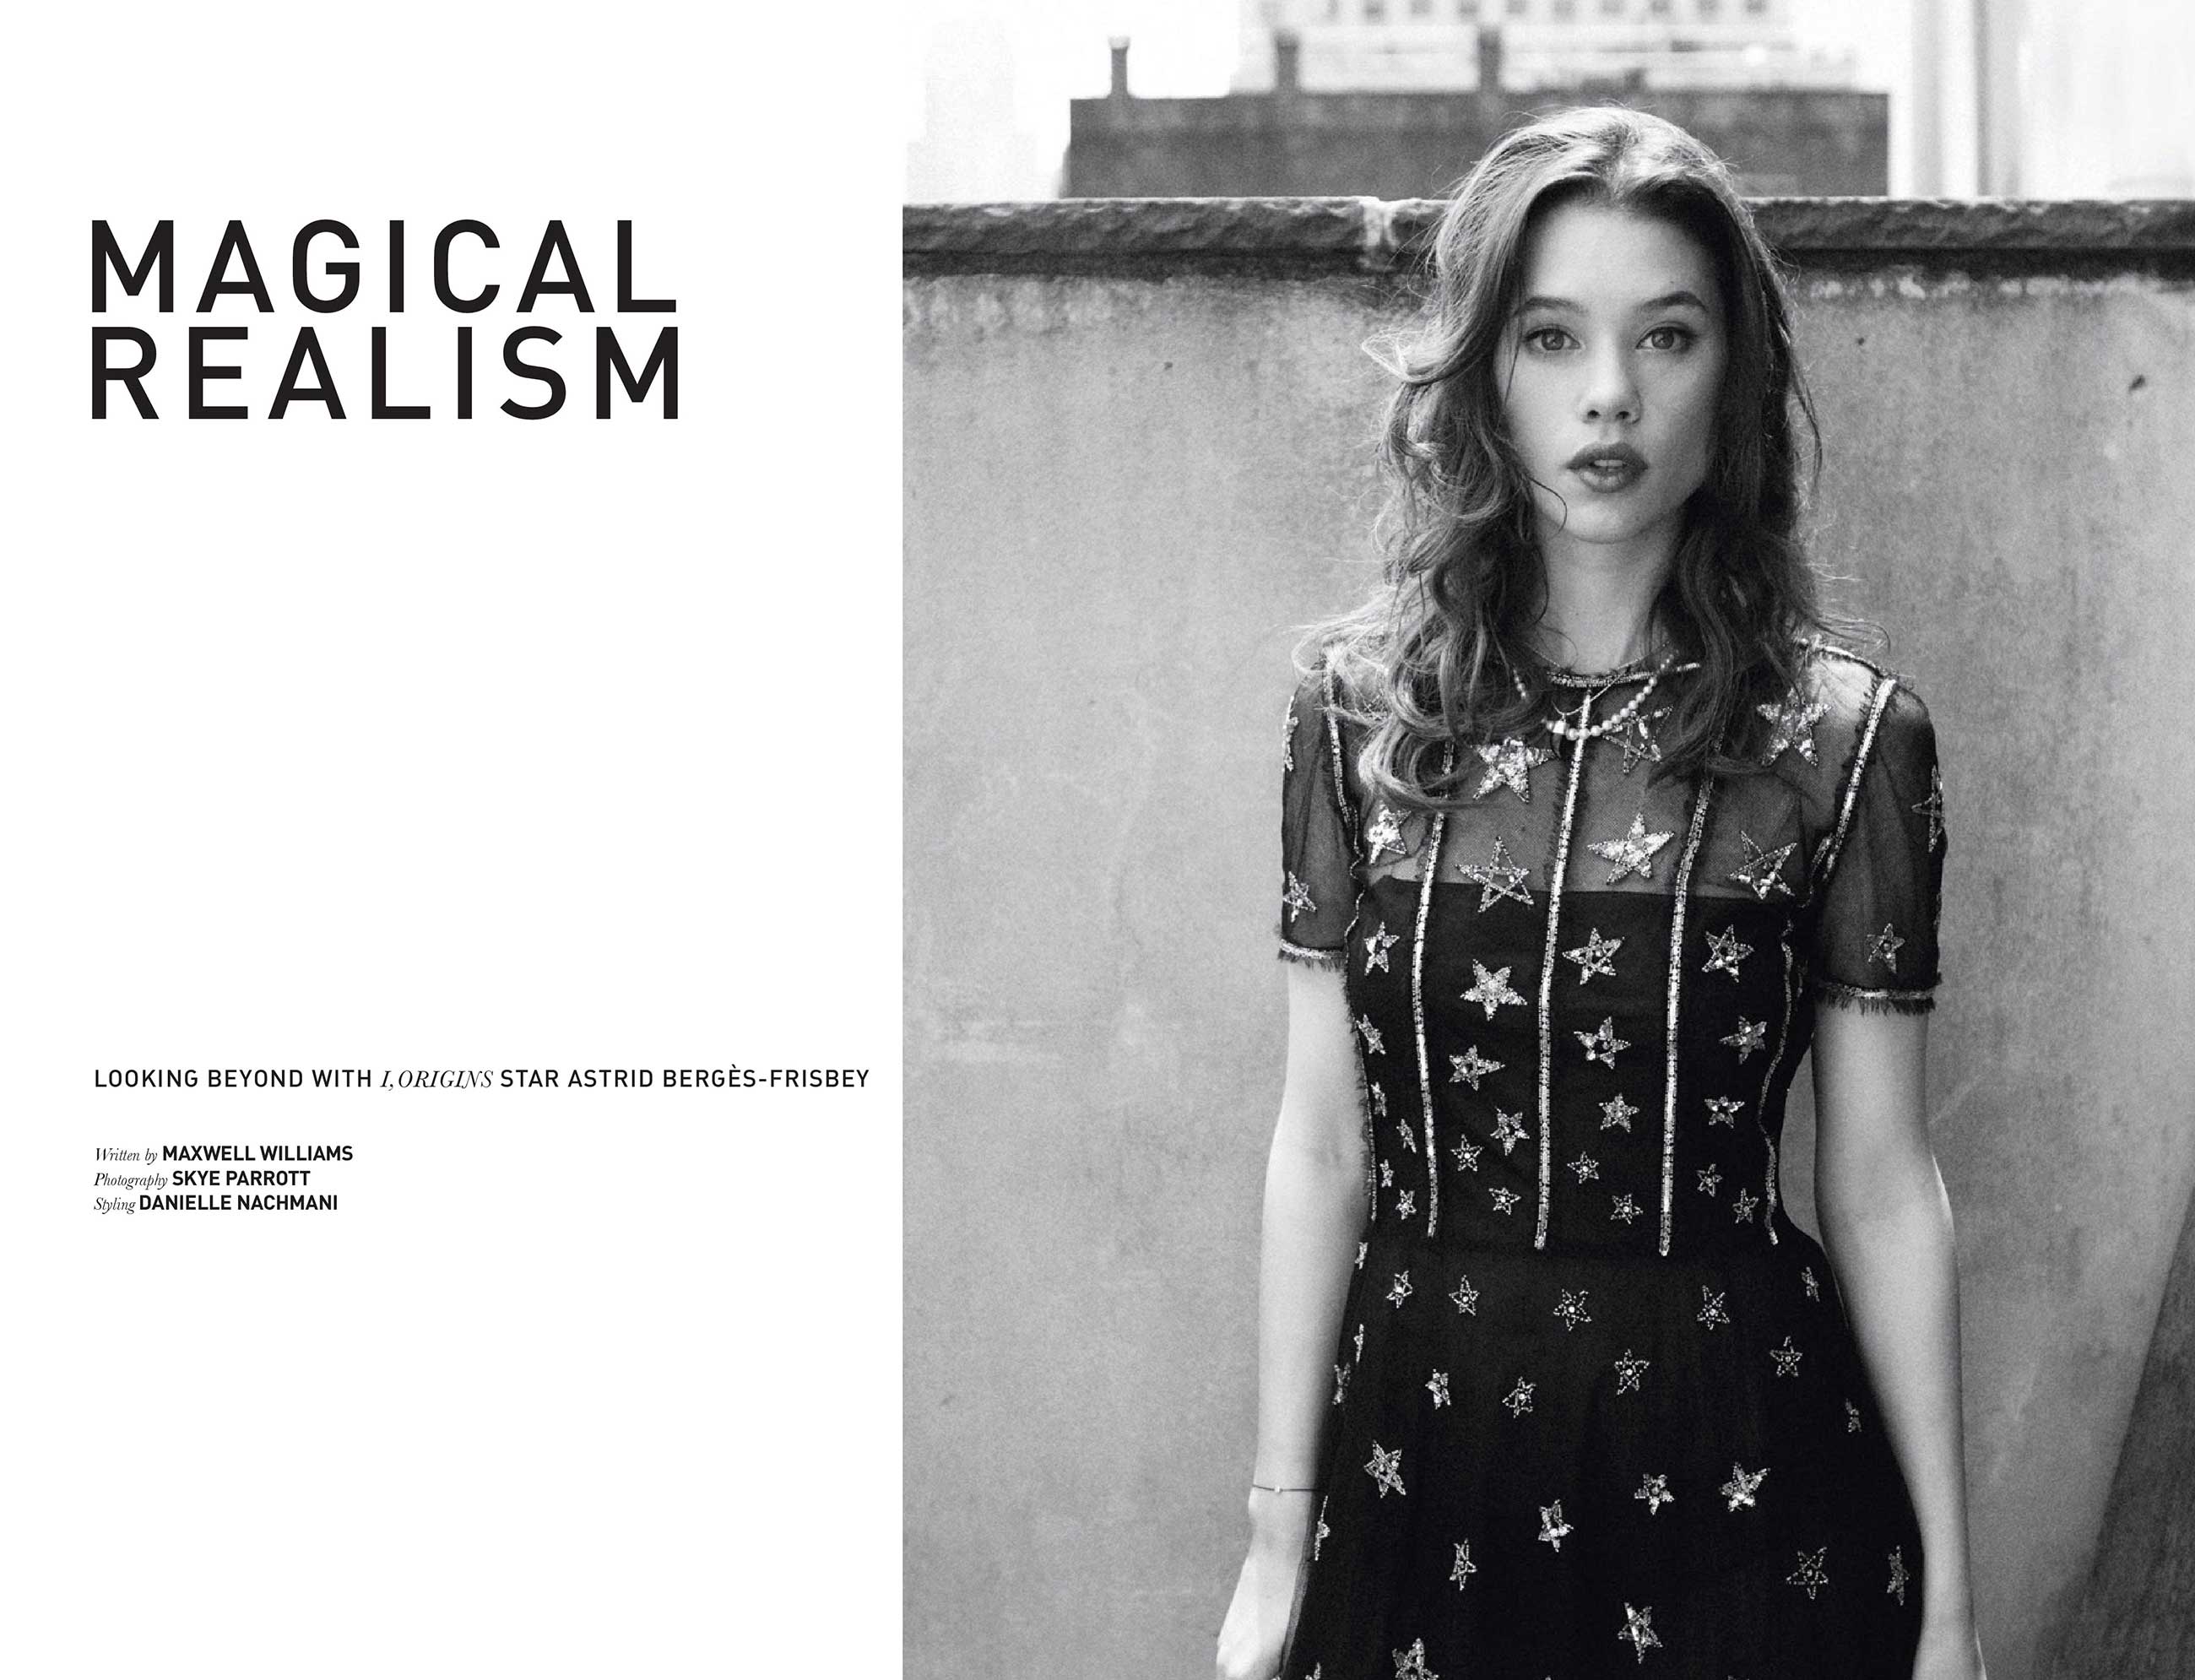 MAGICAL
REALISM
LOOKING BEYOND WITH I, ORIGINS STAR ASTRID BERGÈS-FRISBEY
Written by MAXWELL WILLIAMS
Photography SKYE PARROTT
Styling DANIELLE NACHMANI